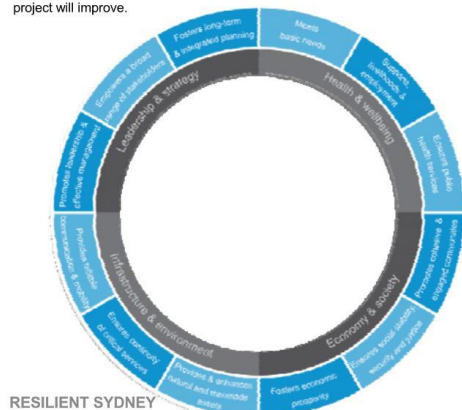 project will improve.
Meets
basic needs
Supports
livelihoods &
employment
Ensures public
health services
Promotes cohesive &
engaged communities
Ensures social stability,
security and justice
Fosters economic
prosperity
Provides & enhances
natural and manmade
assets
Ensures continuity
of critical services
Provides reliable
communication & mobility
Promotes leadership &
effective management
Empowers a broad
range of stakeholders
Fosters long-term
& integrated planning
Health & wellbeing
Economy & society
Infrastructure & environment
Leadership & strategy
RESILIENT SYDNEY